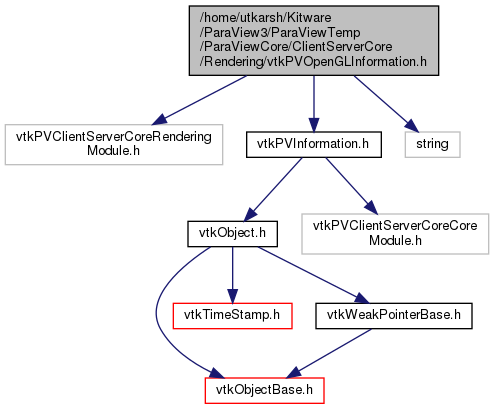 /home/utkarsh/Kitware
/ParaView3/ParaViewTemp
/ParaViewCore/ClientServerCore
/Rendering/vtkPVOpenGLInformation.h
vtkPVClientServerCoreRendering
Module.h
vtkPVInformation.h
string
vtkObject.h
vtkPVClientServerCoreCore
Module.h
vtkTimeStamp.h
vtkWeakPointerBase.h
vtkObjectBase.h